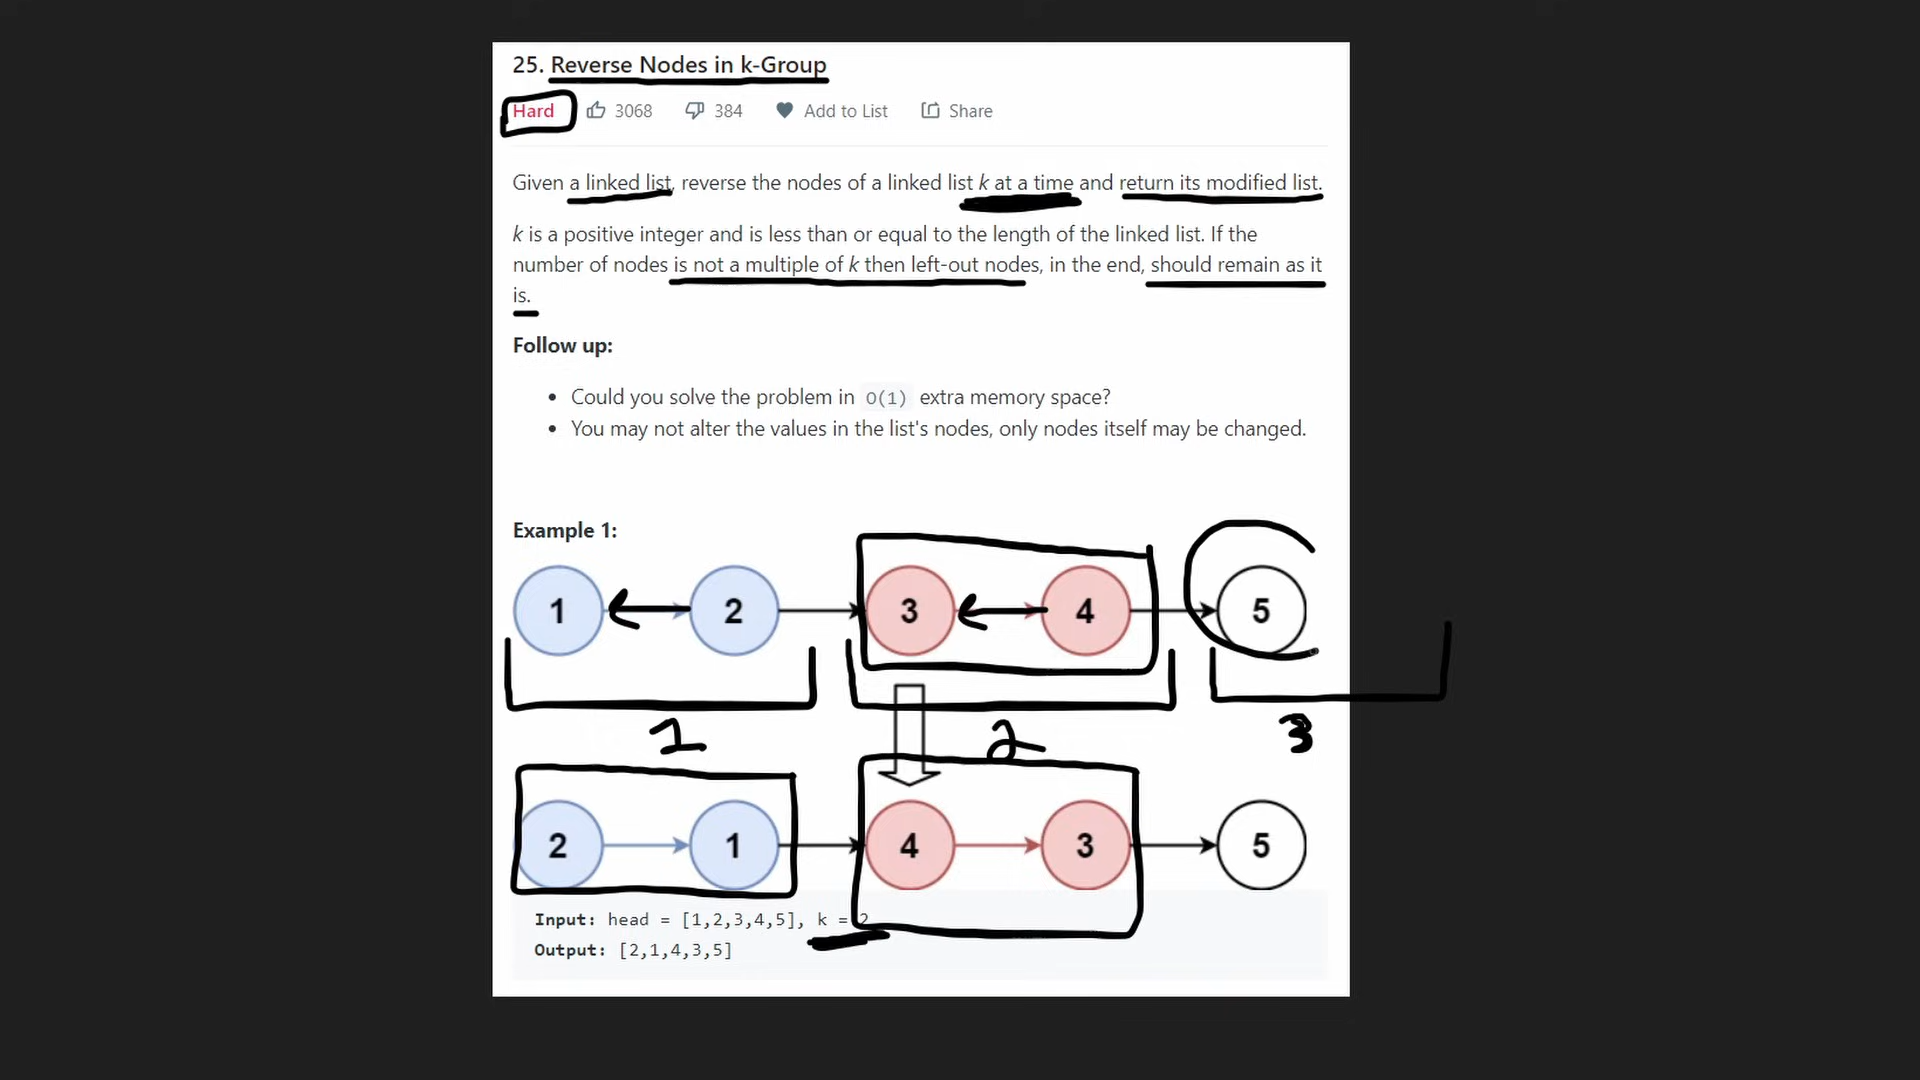 25. Reverse Nodes in k-Group
Hard 3068 384 Add to List Share
Given a linked list, reverse the nodes of a linked list k at a time and return its modified list.
k is a positive integer and is less than or equal to the length of the linked list. If the
number of nodes is not a multiple of k then left-out nodes, in the end, should remain as it
is.
Follow up:
• Could you solve the problem in O(1) extra memory space?
• You may not alter the values in the list's nodes, only nodes itself may be changed.
Example 1:
1 2 3 4 5
1 2 3
2 1 4 3 5
Input: head = [1,2,3,4,5], k = 2
Output: [2,1,4,3,5]